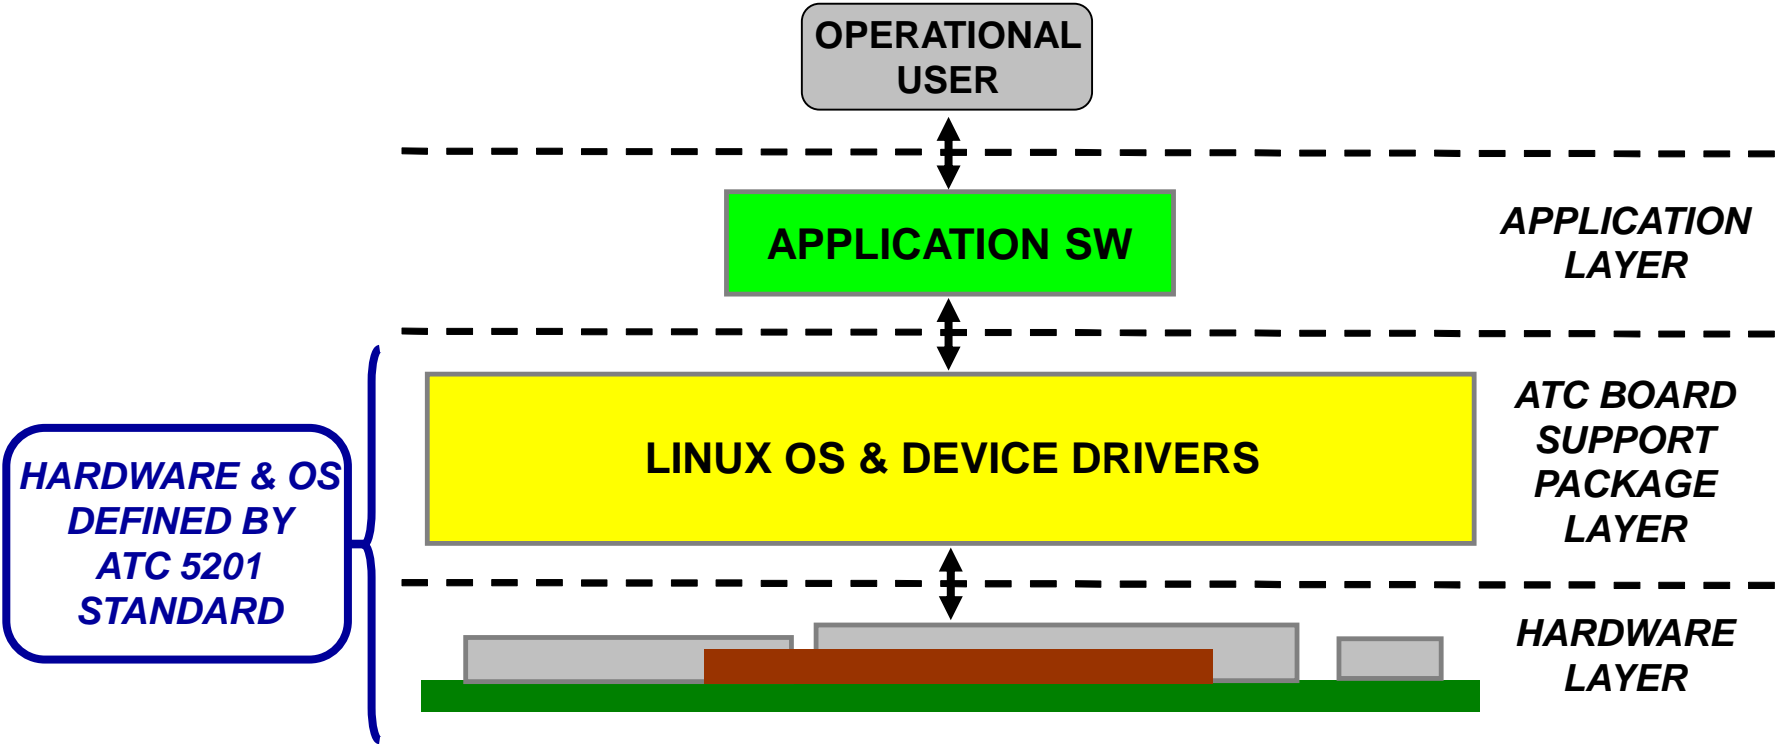 OPERATIONAL
USER
APPLICATION SW
APPLICATION
LAYER
LINUX OS & DEVICE DRIVERS
ATC BOARD
SUPPORT
PACKAGE
LAYER
HARDWARE & OS
DEFINED BY
ATC 5201
STANDARD
HARDWARE
LAYER